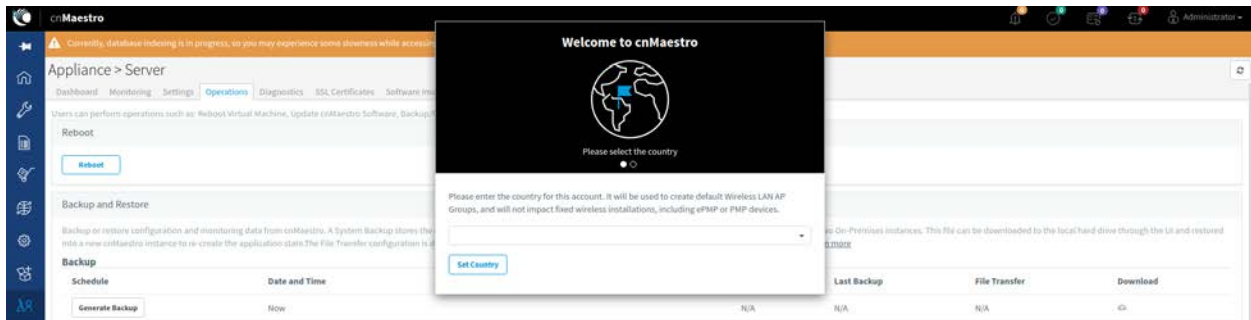 cnMaestro
0
0
0
0
Administrator
Currently, database indexing is in progress, so you may experience some slowness while accessing
Appliance > Server
Dashboard Monitoring Settings Operations Diagnostics SSL Certificates Software
Users can perform operations such as: Reboot Virtual Machine, Update (cnMaestro Software, Backup/
Reboot
Reboot
Backup and Restore
Backup or restore configuration and monitoring data from cnMaestro. A System Backup stores the
o On-Premises instances. This file can be downloaded to the local hard drive through the UI and restored
into a new cnMaestro instance to re-create the application state.The File Transfer configuration is
more
Backup
Schedule Date and Time Last Backup File Transfer Download
Generate Backup Now N/A N/A N/A
Welcome to cnMaestro
Please select the country
Please enter the country for this account. It will be used to create default Wireless LAN AP
Groups, and will not impact fixed wireless installations, including ePMP or PMP devices.
Set Country